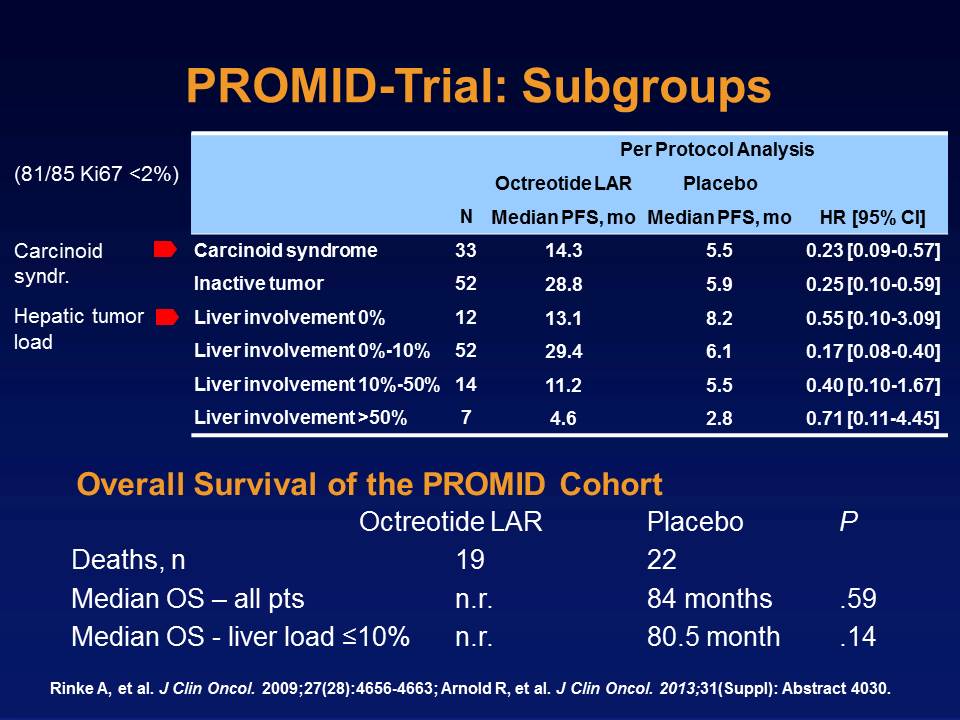 PROMID-Trial: Subgroups
(81/85 Ki67 <2%)
Per Protocol Analysis
Octreotide LAR Placebo
N Median PFS, mo Median PFS, mo HR [95% CI]
Carcinoid syndr.
Carcinoid syndrome 33 14.3 5.5 0.23 [0.09-0.57]
Inactive tumor 52 28.8 5.9 0.25 [0.10-0.59]
Hepatic tumor load
Liver involvement 0% 12 13.1 8.2 0.55 [0.10-3.09]
Liver involvement 0%-10% 52 29.4 6.1 0.17 [0.08-0.40]
Liver involvement 10%-50% 14 11.2 5.5 0.40 [0.10-1.67]
Liver involvement >50% 7 4.6 2.8 0.71 [0.11-4.45]
Overall Survival of the PROMID Cohort
Octreotide LAR Placebo P
Deaths, n 19 22
Median OS – all pts n.r. 84 months .59
Median OS - liver load ≤10% n.r. 80.5 month .14
Rinke A, et al. J Clin Oncol. 2009;27(28):4656-4663; Arnold R, et al. J Clin Oncol. 2013;31(Suppl): Abstract 4030.